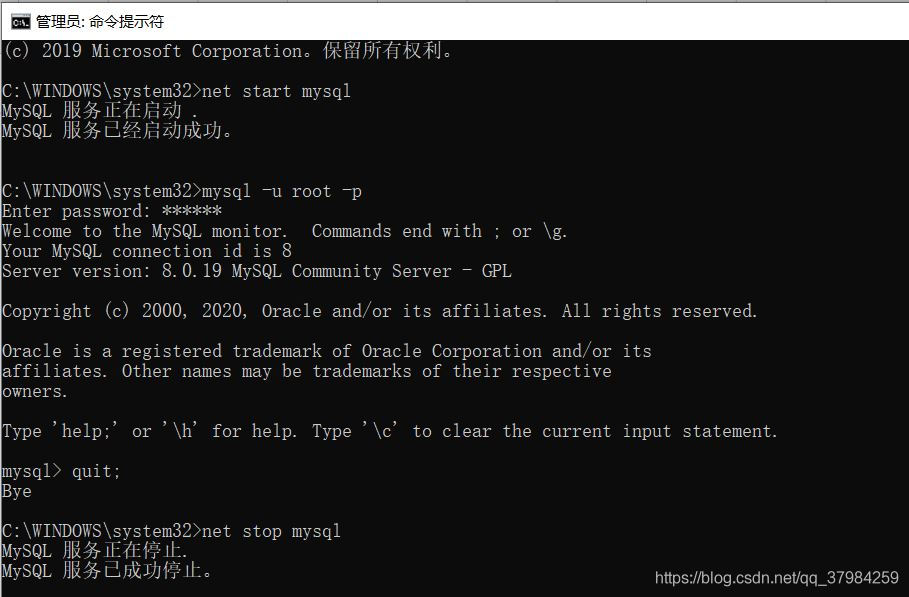 管理员: 命令提示符
(c) 2019 Microsoft Corporation。保留所有权利。
C:\WINDOWS\system32>net start mysql
MySQL 服务正在启动 .
MySQL 服务已经启动成功。
C:\WINDOWS\system32>mysql -u root -p
Enter password: ******
Welcome to the MySQL monitor.  Commands end with ; or \g.
Your MySQL connection id is 8
Server version: 8.0.19 MySQL Community Server - GPL
Copyright (c) 2000, 2020, Oracle and/or its affiliates. All rights reserved.
Oracle is a registered trademark of Oracle Corporation and/or its
affiliates. Other names may be trademarks of their respective
owners.
Type 'help;' or '\h' for help. Type '\c' to clear the current input statement.
mysql> quit;
Bye
C:\WINDOWS\system32>net stop mysql
MySQL 服务正在停止.
MySQL 服务已成功停止。
https://blog.csdn.net/qq_37984259